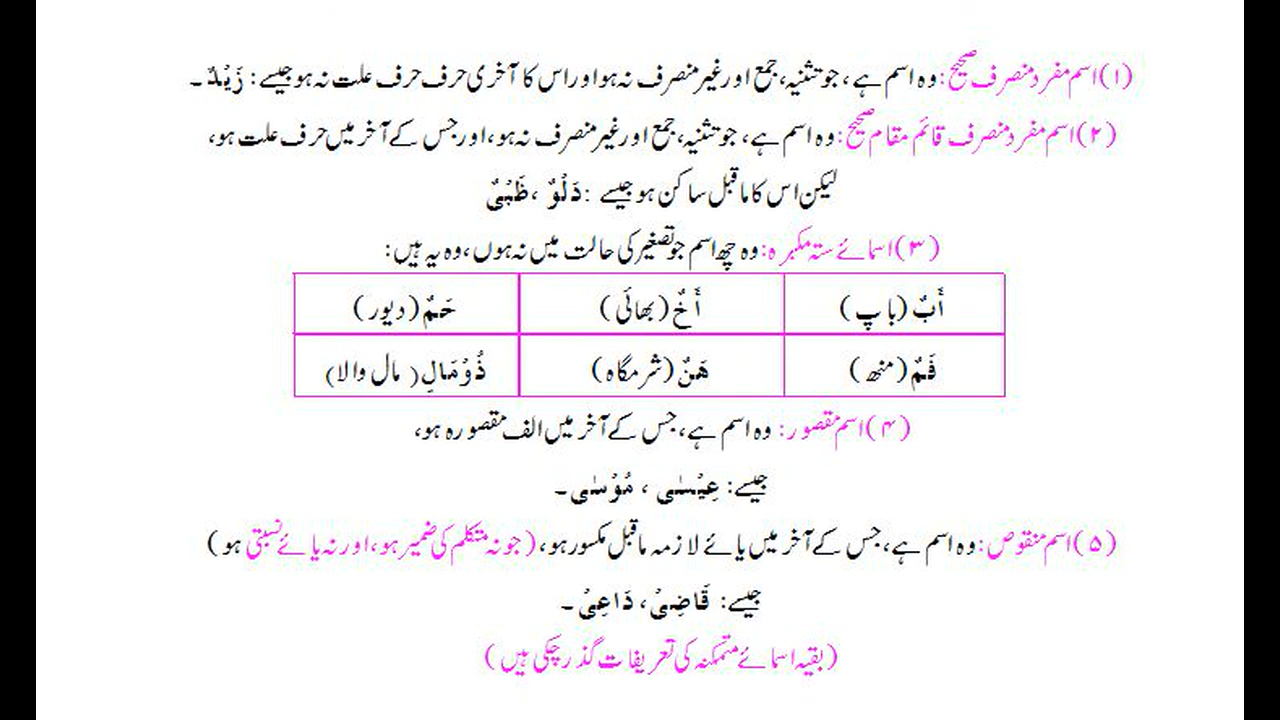 (۱)اسم مفرد منصرف صحیح: وہ اسم ہے، جو تثنیہ، جمع اور غیر منصرف نہ ہو اور اس کا آخری حرف حرف علت نہ ہو جیسے: زَیْدٌ۔
(۲)اسم مفرد منصرف قائم مقام صحیح: وہ اسم ہے، جو تثنیہ، جمع اور غیر منصرف نہ ہو، اور جس کے آخر میں حرف علت ہو،
لیکن اس کا ماقبل ساکن ہو جیسے: دَلْوٌ، ظَبْیٌ
(۳)اسمائے ستہ مکبرہ: وہ چھ اسم جو تصغیر کی حالت میں نہ ہوں، وہ یہ ہیں:
أَبٌ (باپ) أَخٌ (بھائی) حَمٌ (دیور)
فَمٌ (منھ) هَنٌ (شرمگاہ) ذُوْمَالٍ (مال والا)
(۴)اسم مقصور: وہ اسم ہے، جس کے آخر میں الف مقصورہ ہو،
جیسے: عِیْسٰی، مُوْسٰی۔
(۵)اسم منقوص: وہ اسم ہے، جس کے آخر میں یائے لازمہ ماقبل مکسور ہو، (جو نہ متکلم کی ضمیر ہو، اور نہ یائے نسبتی ہو)
جیسے: قَاضِیْ، دَاعِیْ۔
(بقیہ اسمائے متمکنہ کی تعریفات گذر چکی ہیں)